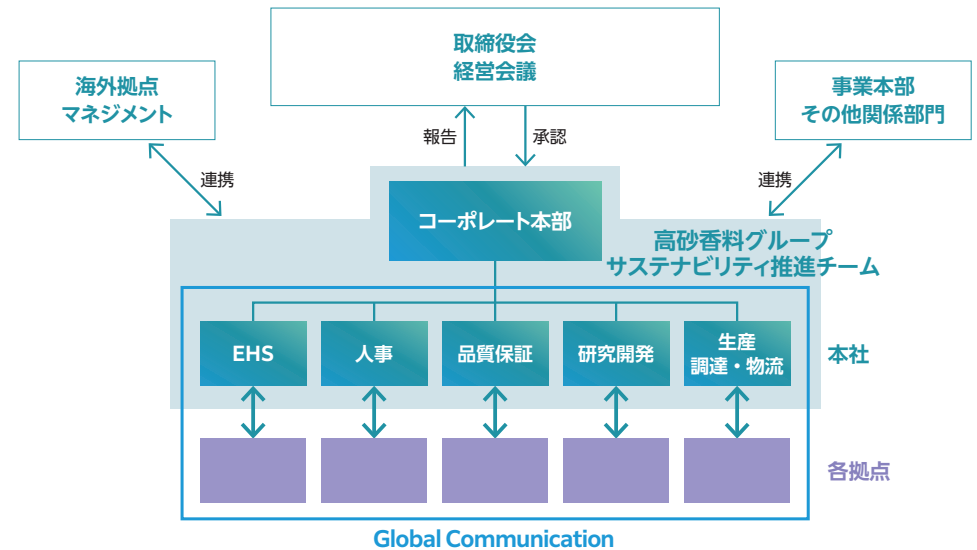 取締役会
経営会議
海外拠点
マネジメント
事業本部
その他関係部門
報告
承認
連携
連携
コーポレート本部
高砂香料グループ
サステナビリティ推進チーム
EHS
人事
品質保証
研究開発
生産
調達・物流
本社
各拠点
Global Communication